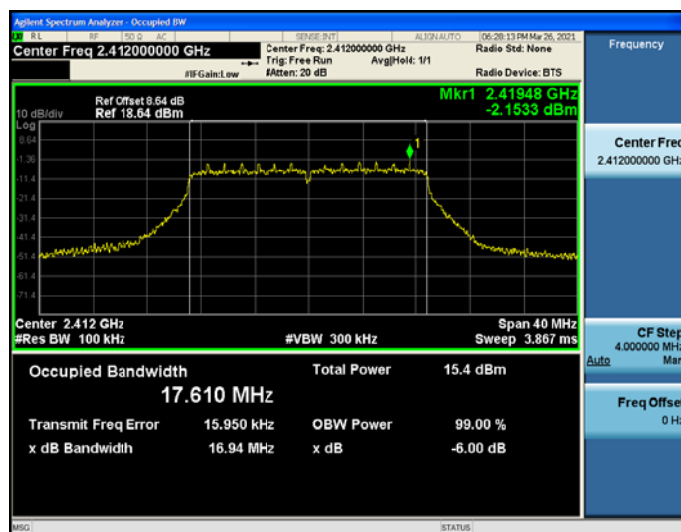 Agilent Spectrum Analyzer - Occupied BW
RL RF 50 Ω AC SENSE:INT ALIGN AUTO 06:28:13 PM Mar 26, 2021
Center Freq 2.412000000 GHz
Center Freq: 2.412000000 GHz
Radio Std: None
Trig: Free Run Avg|Hold: 1/1
#IFGain:Low #Atten: 20 dB Radio Device: BTS
Frequency
Ref Offset 8.64 dB
10 dB/div Ref 18.64 dBm
Mkr1 2.41948 GHz
-2.1533 dBm
Log
8.64
-1.36
-11.4
-21.4
-31.4
-41.4
-51.4
-61.4
-71.4
1
Center 2.412 GHz Span 40 MHz
#Res BW 100 kHz #VBW 300 kHz Sweep 3.867 ms
Occupied Bandwidth Total Power 15.4 dBm
17.610 MHz
Transmit Freq Error 15.950 kHz OBW Power 99.00 %
x dB Bandwidth 16.94 MHz x dB -6.00 dB
Center Freq
2.412000000 GHz
CF Step
4.000000 MHz
Auto Man
Freq Offset
0 Hz
MSG STATUS